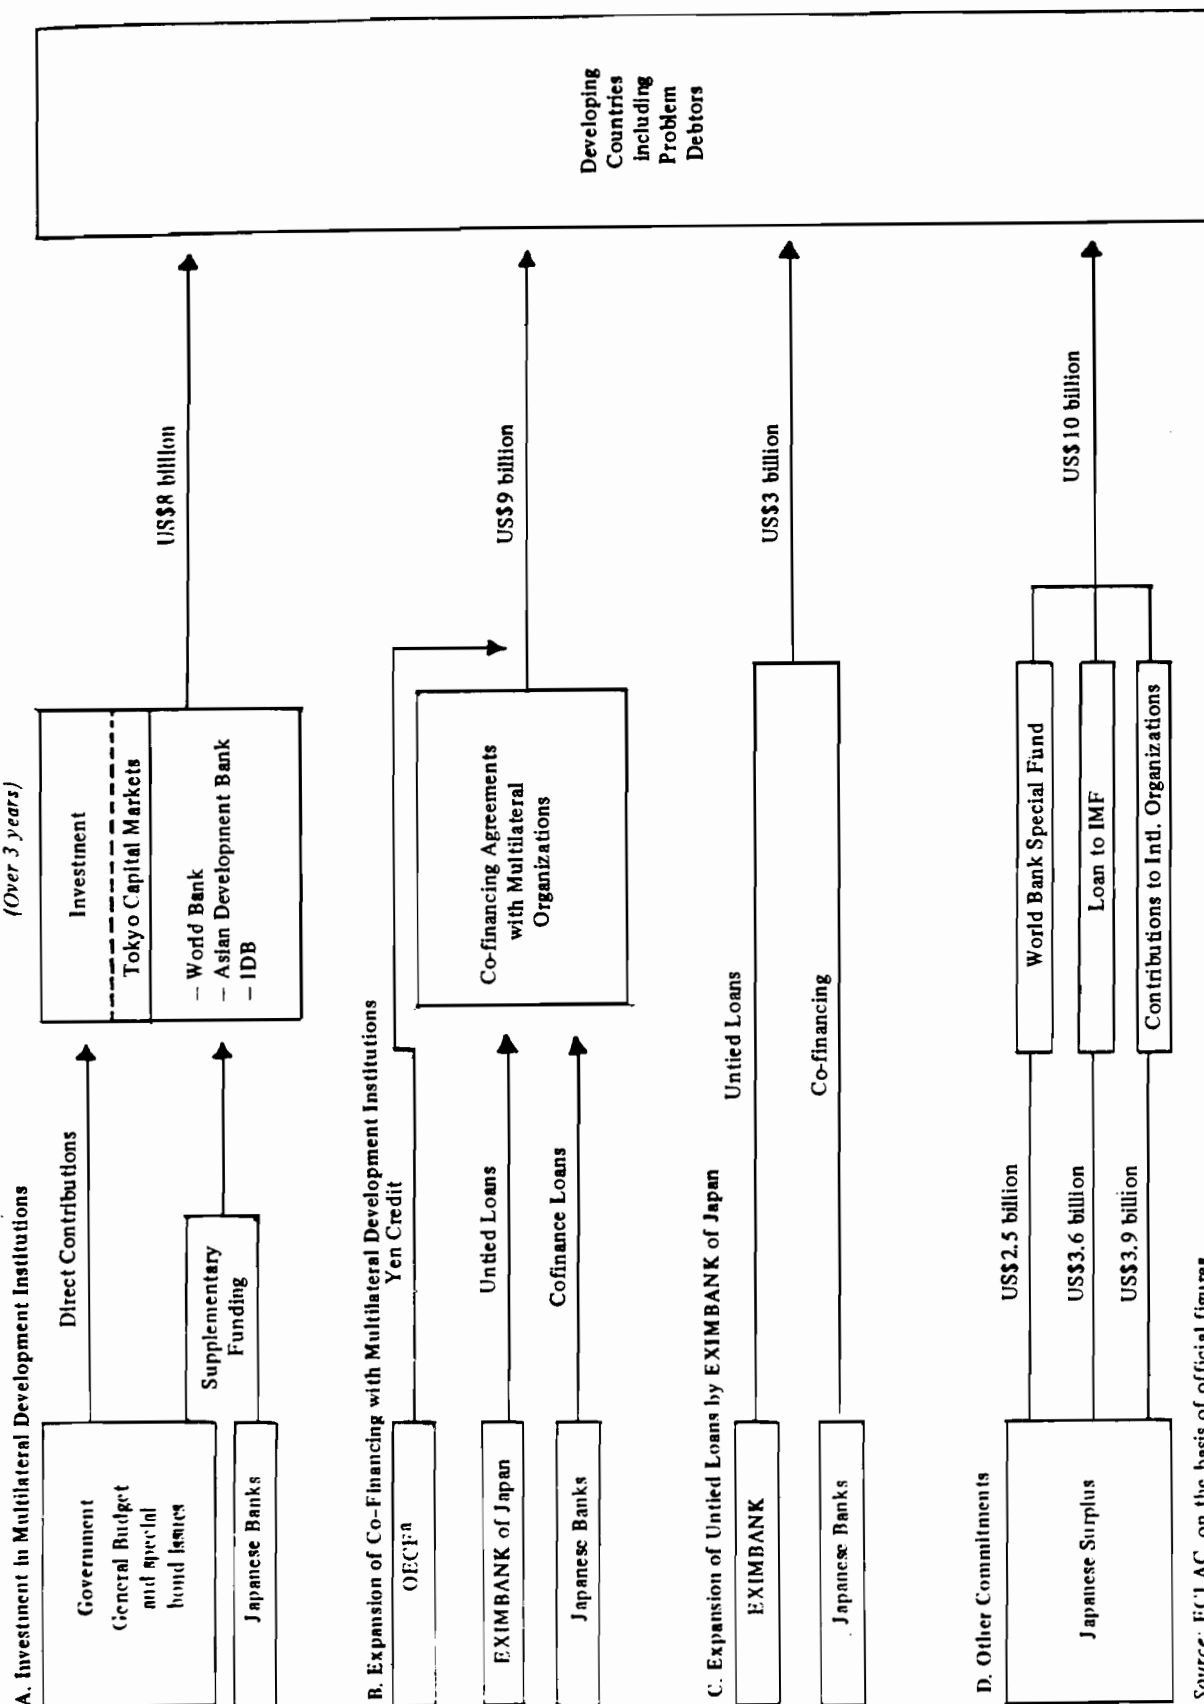 (Over 3 years)
A. Investment in Multilateral Development Institutions
Government
General Budget
and special
bond issues
Japanese Banks
Direct Contributions
Supplementary
Funding
Investment
Tokyo Capital Markets
— World Bank
— Asian Development Bank
— IDB
US$8 billion
Developing
Countries
including
Problem
Debtors
B. Expansion of Co-Financing with Multilateral Development Institutions
OECFa
Yen Credit
EXIMBANK of Japan
Untied Loans
Japanese Banks
Cofinance Loans
Co-financing Agreements
with Multilateral
Organizations
US$9 billion
C. Expansion of Untied Loans by EXIMBANK of Japan
EXIMBANK
Untied Loans
Japanese Banks
Co-financing
US$3 billion
D. Other Commitments
Japanese Surplus
US$2.5 billion
US$3.6 billion
US$3.9 billion
World Bank Special Fund
Loan to IMF
Contributions to Intl. Organizations
US$10 billion
Source: ECLAC, on the basis of official figures